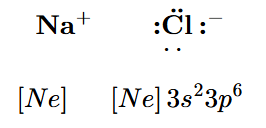 Na⁺ :C̈l:⁻
. .
[Ne] [Ne] 3s²3p⁶